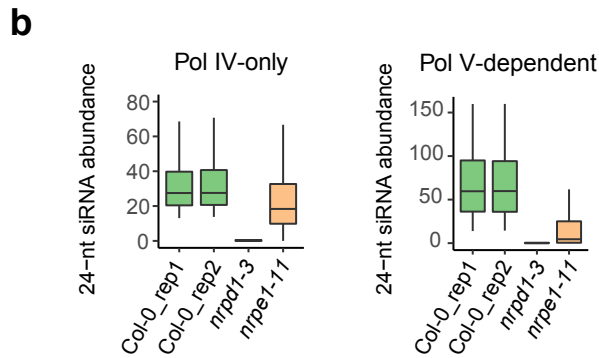 b
Pol IV-only
24−nt siRNA abundance
80
60
40
20
0
Col-0_rep1
Col-0_rep2
nrpd1-3
nrpe1-11
Pol V-dependent
24−nt siRNA abundance
150
100
50
0
Col-0_rep1
Col-0_rep2
nrpd1-3
nrpe1-11